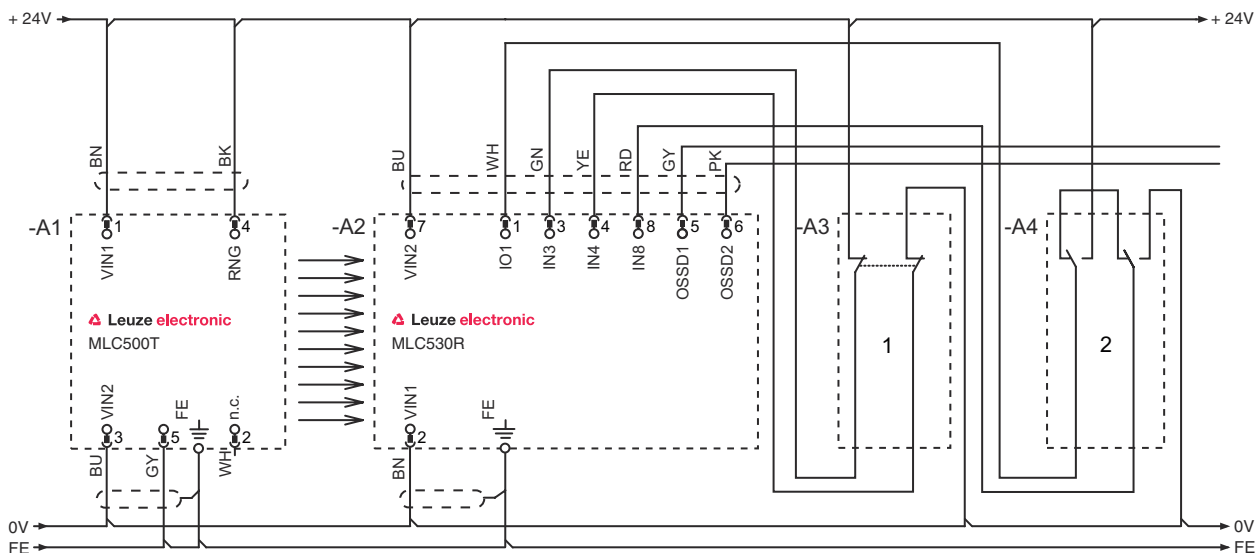 + 24V
+ 24V
BN
BK
BU
WH
GN
YE
RD
GY
PK
-A1
1
4
-A2
7
1
3
4
8
5
6
-A3
-A4
VIN1
RNG
VIN2
IO1
IN3
IN4
IN8
OSSD1
OSSD2
Leuze electronic
MLC500T
Leuze electronic
MLC530R
1
2
VIN2
FE
n.c.
VIN1
FE
3
5
2
2
BU
GY
WH
BN
0V
0V
FE
FE